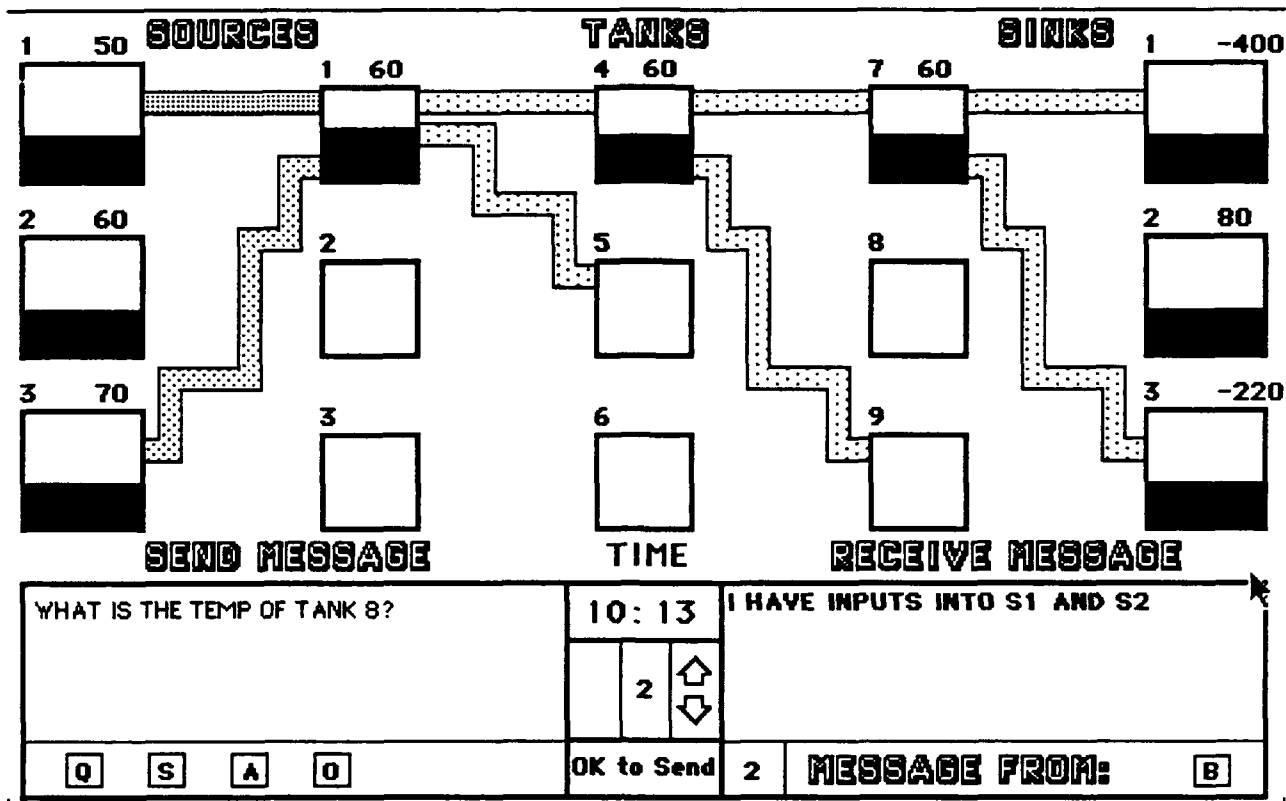 SOURCES TANKS SINKS
1 50 1 -400
1 60 4 60 7 60
2 60 2 80
2 5 8
3 70 3 -220
3 6 9
SEND MESSAGE TIME RECEIVE MESSAGE
WHAT IS THE TEMP OF TANK 8?
10:13
I HAVE INPUTS INTO S1 AND S2
2
Q S A O
OK to Send
2
MESSAGE FROM:
B